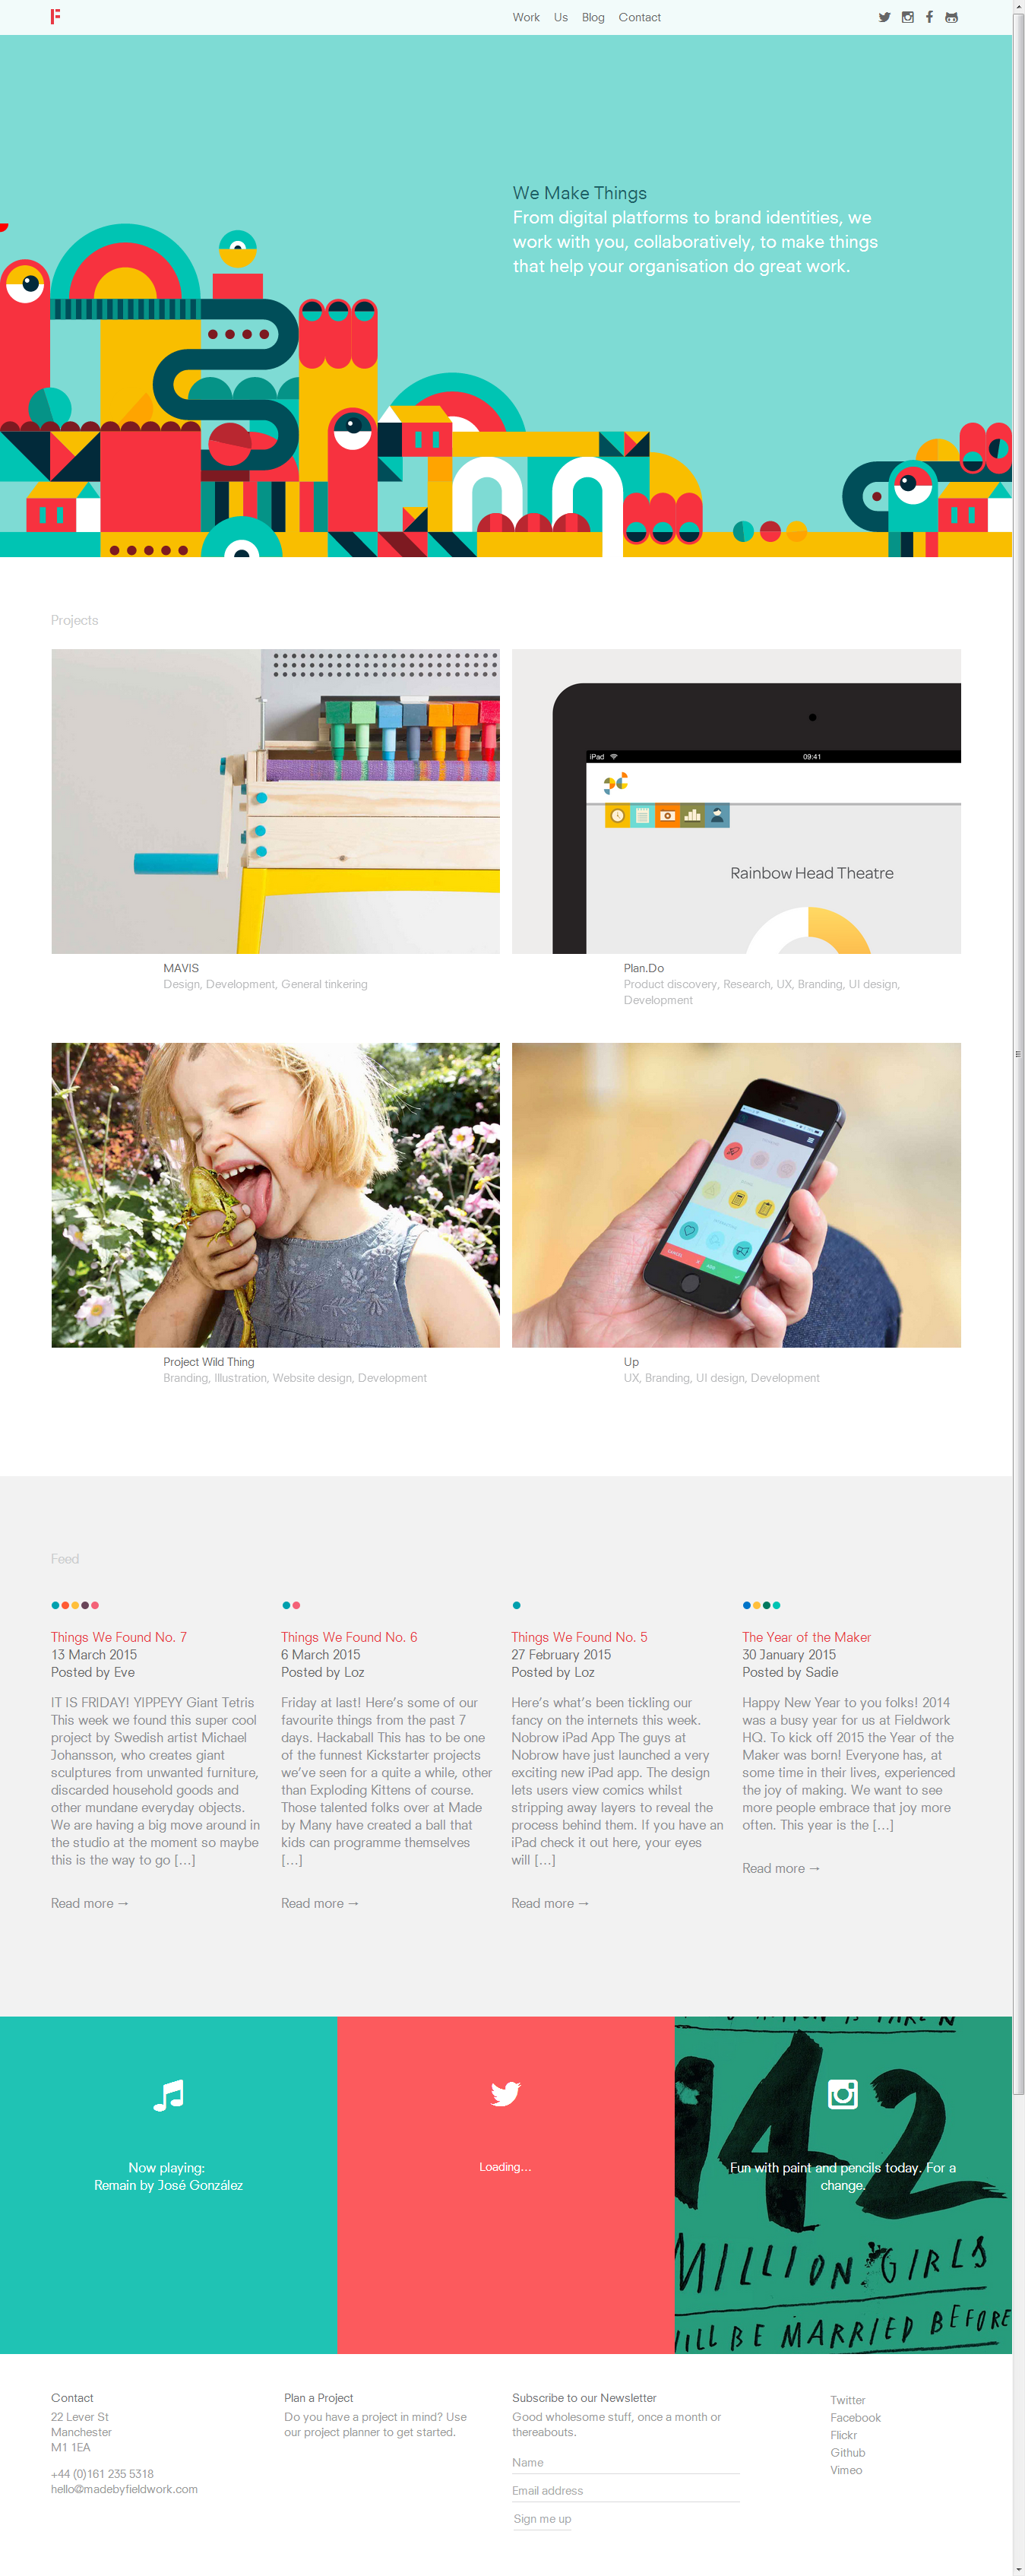 F
Work Us Blog Contact
We Make Things
From digital platforms to brand identities, we
work with you, collaboratively, to make things
that help your organisation do great work.
Projects
iPad 09:41
Rainbow Head Theatre
MAVIS
Design, Development, General tinkering
Plan.Do
Product discovery, Research, UX, Branding, UI design,
Development
CANCEL ADD
Project Wild Thing
Branding, Illustration, Website design, Development
Up
UX, Branding, UI design, Development
Feed
Things We Found No. 7
13 March 2015
Posted by Eve
IT IS FRIDAY! YIPPEYY Giant Tetris
This week we found this super cool
project by Swedish artist Michael
Johansson, who creates giant
sculptures from unwanted furniture,
discarded household goods and
other mundane everyday objects.
We are having a big move around in
the studio at the moment so maybe
this is the way to go […]
Read more →
Things We Found No. 6
6 March 2015
Posted by Loz
Friday at last! Here’s some of our
favourite things from the past 7
days. Hackaball This has to be one
of the funnest Kickstarter projects
we’ve seen for a quite a while, other
than Exploding Kittens of course.
Those talented folks over at Made
by Many have created a ball that
kids can programme themselves
[…]
Read more →
Things We Found No. 5
27 February 2015
Posted by Loz
Here’s what’s been tickling our
fancy on the internets this week.
Nobrow iPad App The guys at
Nobrow have just launched a very
exciting new iPad app. The design
lets users view comics whilst
stripping away layers to reveal the
process behind them. If you have an
iPad check it out here, your eyes
will […]
Read more →
The Year of the Maker
30 January 2015
Posted by Sadie
Happy New Year to you folks! 2014
was a busy year for us at Fieldwork
HQ. To kick off 2015 the Year of the
Maker was born! Everyone has, at
some time in their lives, experienced
the joy of making. We want to see
more people embrace that joy more
often. This year is the […]
Read more →
Now playing:
Remain by José González
Loading...
142
Fun with paint and pencils today. For a
change.
MILLION GIRLS
WILL BE MARRIED BEFORE
Contact
22 Lever St
Manchester
M1 1EA
+44 (0)161 235 5318
hello@madebyfieldwork.com
Plan a Project
Do you have a project in mind? Use
our project planner to get started.
Subscribe to our Newsletter
Good wholesome stuff, once a month or
thereabouts.
Name
Email address
Sign me up
Twitter
Facebook
Flickr
Github
Vimeo